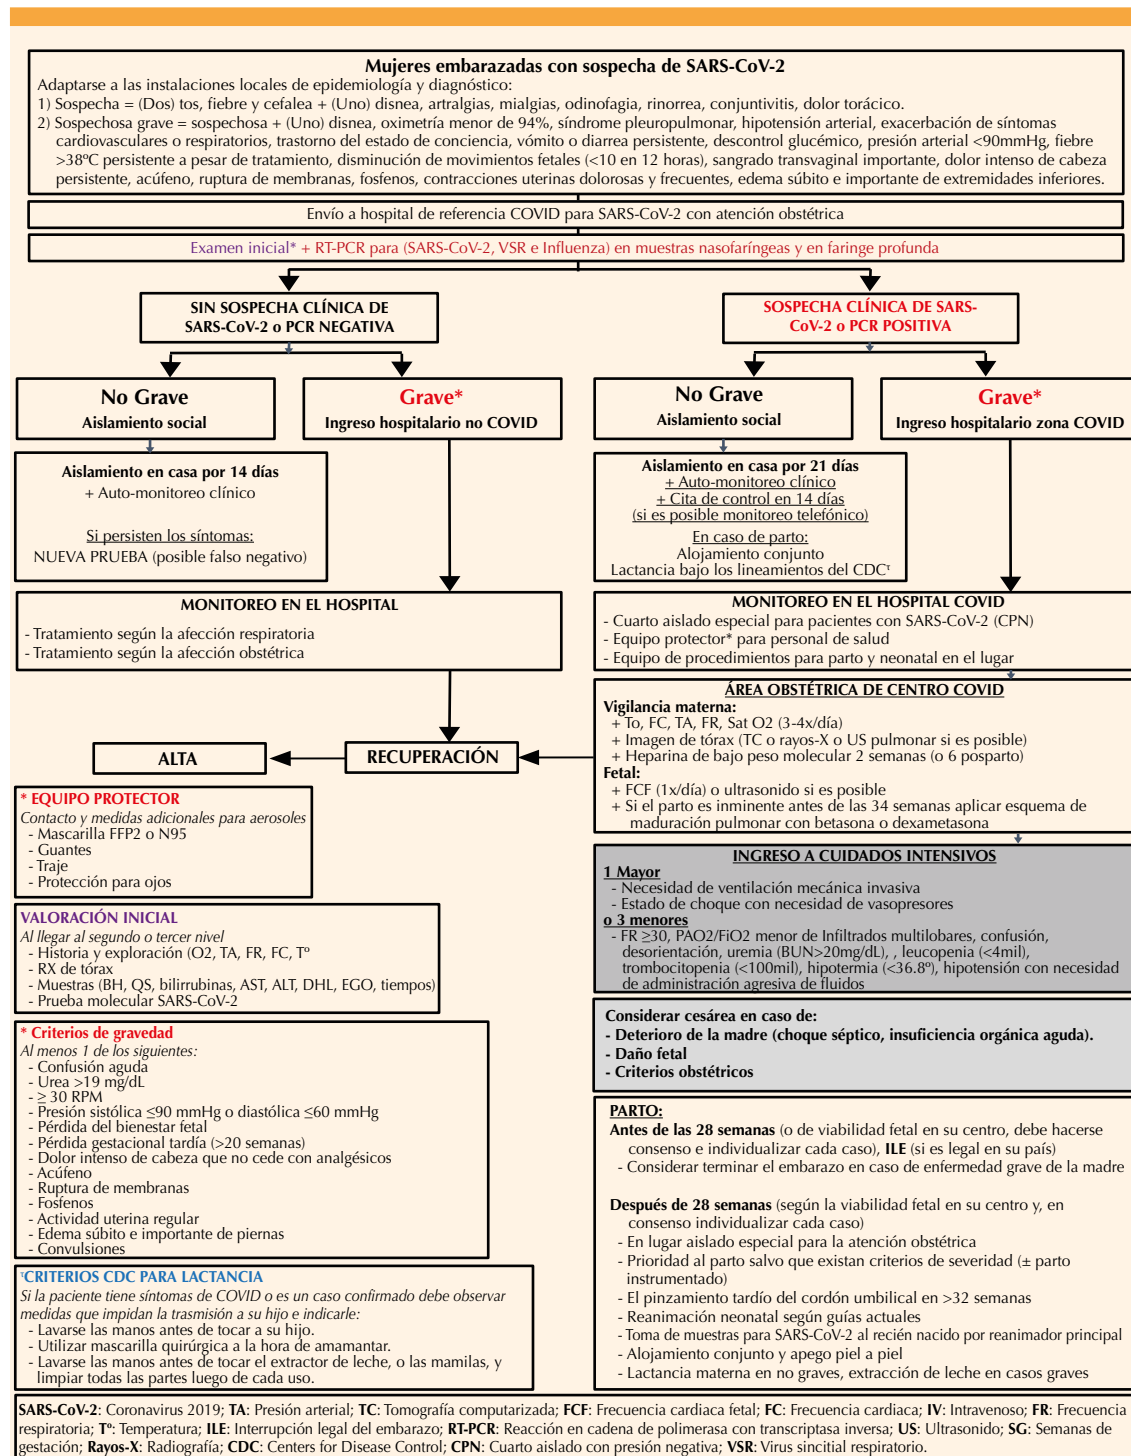 Mujeres embarazadas con sospecha de SARS-CoV-2
Adaptarse a las instalaciones locales de epidemiología y diagnóstico:
1) Sospecha = (Dos) tos, fiebre y cefalea + (Uno) disnea, artralgias, mialgias, odinofagia, rinorrea, conjuntivitis, dolor torácico.
2) Sospechosa grave = sospechosa + (Uno) disnea, oximetría menor de 94%, síndrome pleuropulmonar, hipotensión arterial, exacerbación de síntomas
cardiovasculares o respiratorios, trastorno del estado de conciencia, vómito o diarrea persistente, descontrol glucémico, presión arterial <90mmHg, fiebre
>38ºC persistente a pesar de tratamiento, disminución de movimientos fetales (<10 en 12 horas), sangrado transvaginal importante, dolor intenso de cabeza
persistente, acúfeno, ruptura de membranas, fosfenos, contracciones uterinas dolorosas y frecuentes, edema súbito e importante de extremidades inferiores.
Envío a hospital de referencia COVID para SARS-CoV-2 con atención obstétrica
Examen inicial* + RT-PCR para (SARS-CoV-2, VSR e Influenza) en muestras nasofaríngeas y en faringe profunda
SIN SOSPECHA CLÍNICA DE
SARS-CoV-2 o PCR NEGATIVA
SOSPECHA CLÍNICA DE SARS-
CoV-2 o PCR POSITIVA
No Grave
Aislamiento social
Grave*
Ingreso hospitalario no COVID
No Grave
Aislamiento social
Grave*
Ingreso hospitalario zona COVID
Aislamiento en casa por 14 días
+ Auto-monitoreo clínico
Si persisten los síntomas:
NUEVA PRUEBA (posible falso negativo)
Aislamiento en casa por 21 días
+ Auto-monitoreo clínico
+ Cita de control en 14 días
(si es posible monitoreo telefónico)
En caso de parto:
Alojamiento conjunto
Lactancia bajo los lineamientos del CDCᵗ
MONITOREO EN EL HOSPITAL
- Tratamiento según la afección respiratoria
- Tratamiento según la afección obstétrica
MONITOREO EN EL HOSPITAL COVID
- Cuarto aislado especial para pacientes con SARS-CoV-2 (CPN)
- Equipo protector* para personal de salud
- Equipo de procedimientos para parto y neonatal en el lugar
ÁREA OBSTÉTRICA DE CENTRO COVID
Vigilancia materna:
+ To, FC, TA, FR, Sat O2 (3-4x/día)
+ Imagen de tórax (TC o rayos-X o US pulmonar si es posible)
+ Heparina de bajo peso molecular 2 semanas (o 6 posparto)
Fetal:
+ FCF (1x/día) o ultrasonido si es posible
+ Si el parto es inminente antes de las 34 semanas aplicar esquema de
maduración pulmonar con betasona o dexametasona
ALTA
RECUPERACIÓN
* EQUIPO PROTECTOR
Contacto y medidas adicionales para aerosoles
- Mascarilla FFP2 o N95
- Guantes
- Traje
- Protección para ojos
INGRESO A CUIDADOS INTENSIVOS
1 Mayor
- Necesidad de ventilación mecánica invasiva
- Estado de choque con necesidad de vasopresores
o 3 menores
- FR ≥30, PAO2/FiO2 menor de Infiltrados multilobares, confusión,
desorientación, uremia (BUN>20mg/dL), , leucopenia (<4mil),
trombocitopenia (<100mil), hipotermia (<36.8º), hipotensión con necesidad
de administración agresiva de fluidos
VALORACIÓN INICIAL
Al llegar al segundo o tercer nivel
- Historia y exploración (O2, TA, FR, FC, Tº
- RX de tórax
- Muestras (BH, QS, bilirrubinas, AST, ALT, DHL, EGO, tiempos)
- Prueba molecular SARS-CoV-2
Considerar cesárea en caso de:
- Deterioro de la madre (choque séptico, insuficiencia orgánica aguda).
- Daño fetal
- Criterios obstétricos
* Criterios de gravedad
Al menos 1 de los siguientes:
- Confusión aguda
- Urea >19 mg/dL
- ≥ 30 RPM
- Presión sistólica ≤90 mmHg o diastólica ≤60 mmHg
- Pérdida del bienestar fetal
- Pérdida gestacional tardía (>20 semanas)
- Dolor intenso de cabeza que no cede con analgésicos
- Acúfeno
- Ruptura de membranas
- Fosfenos
- Actividad uterina regular
- Edema súbito e importante de piernas
- Convulsiones
PARTO:
Antes de las 28 semanas (o de viabilidad fetal en su centro, debe hacerse
consenso e individualizar cada caso), ILE (si es legal en su país)
- Considerar terminar el embarazo en caso de enfermedad grave de la madre
Después de 28 semanas (según la viabilidad fetal en su centro y, en
consenso individualizar cada caso)
- En lugar aislado especial para la atención obstétrica
- Prioridad al parto salvo que existan criterios de severidad (± parto
instrumentado)
- El pinzamiento tardío del cordón umbilical en >32 semanas
- Reanimación neonatal según guías actuales
- Toma de muestras para SARS-CoV-2 al recién nacido por reanimador principal
- Alojamiento conjunto y apego piel a piel
- Lactancia materna en no graves, extracción de leche en casos graves
ᵗCRITERIOS CDC PARA LACTANCIA
Si la paciente tiene síntomas de COVID o es un caso confirmado debe observar
medidas que impidan la trasmisión a su hijo e indicarle:
- Lavarse las manos antes de tocar a su hijo.
- Utilizar mascarilla quirúrgica a la hora de amamantar.
- Lavarse las manos antes de tocar el extractor de leche, o las mamilas, y
limpiar todas las partes luego de cada uso.
SARS-CoV-2: Coronavirus 2019; TA: Presión arterial; TC: Tomografía computarizada; FCF: Frecuencia cardiaca fetal; FC: Frecuencia cardiaca; IV: Intravenoso; FR: Frecuencia
respiratoria; Tº: Temperatura; ILE: Interrupción legal del embarazo; RT-PCR: Reacción en cadena de polimerasa con transcriptasa inversa; US: Ultrasonido; SG: Semanas de
gestación; Rayos-X: Radiografía; CDC: Centers for Disease Control; CPN: Cuarto aislado con presión negativa; VSR: Virus sincitial respiratorio.